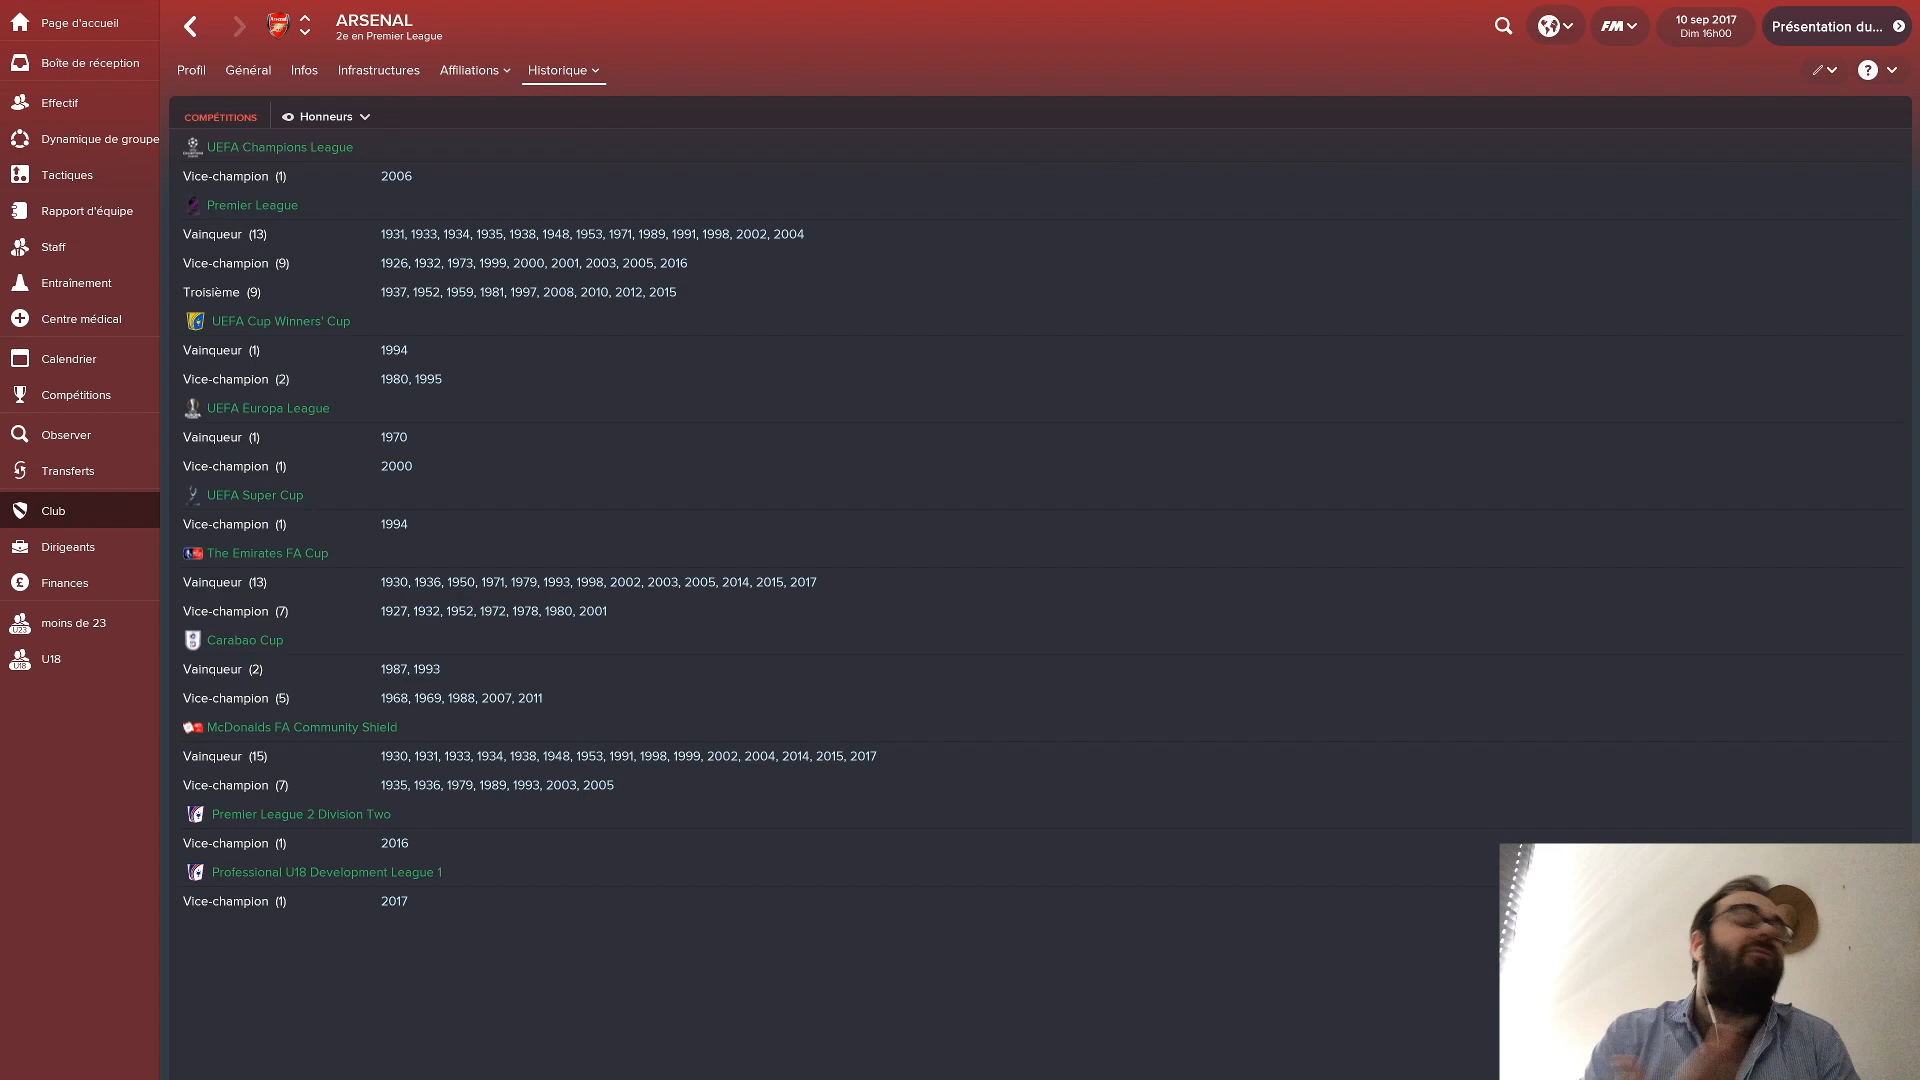 Page d'accueil
Boîte de réception
Effectif
Dynamique de groupe
Tactiques
Rapport d'équipe
Staff
Entraînement
Centre médical
Calendrier
Compétitions
Observer
Transferts
Club
Dirigeants
Finances
moins de 23
U18
ARSENAL
2e en Premier League
FM
10 sep 2017
Dim 16h00
Présentation du...
Profil Général Infos Infrastructures Affiliations Historique
COMPÉTITIONS Honneurs
UEFA Champions League
Vice-champion (1) 2006
Premier League
Vainqueur (13) 1931, 1933, 1934, 1935, 1938, 1948, 1953, 1971, 1989, 1991, 1998, 2002, 2004
Vice-champion (9) 1926, 1932, 1973, 1999, 2000, 2001, 2003, 2005, 2016
Troisième (9) 1937, 1952, 1959, 1981, 1997, 2008, 2010, 2012, 2015
UEFA Cup Winners' Cup
Vainqueur (1) 1994
Vice-champion (2) 1980, 1995
UEFA Europa League
Vainqueur (1) 1970
Vice-champion (1) 2000
UEFA Super Cup
Vice-champion (1) 1994
The Emirates FA Cup
Vainqueur (13) 1930, 1936, 1950, 1971, 1979, 1993, 1998, 2002, 2003, 2005, 2014, 2015, 2017
Vice-champion (7) 1927, 1932, 1952, 1972, 1978, 1980, 2001
Carabao Cup
Vainqueur (2) 1987, 1993
Vice-champion (5) 1968, 1969, 1988, 2007, 2011
McDonalds FA Community Shield
Vainqueur (15) 1930, 1931, 1933, 1934, 1938, 1948, 1953, 1991, 1998, 1999, 2002, 2004, 2014, 2015, 2017
Vice-champion (7) 1935, 1936, 1979, 1989, 1993, 2003, 2005
Premier League 2 Division Two
Vice-champion (1) 2016
Professional U18 Development League 1
Vice-champion (1) 2017